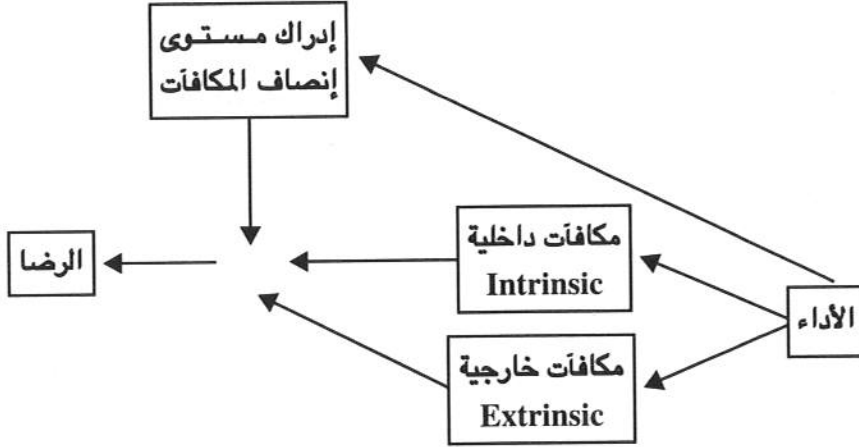 إدراك مستوى
إنصاف المكافآت
مكافآت داخلية
Intrinsic
الأداء
الرضا
مكافآت خارجية
Extrinsic